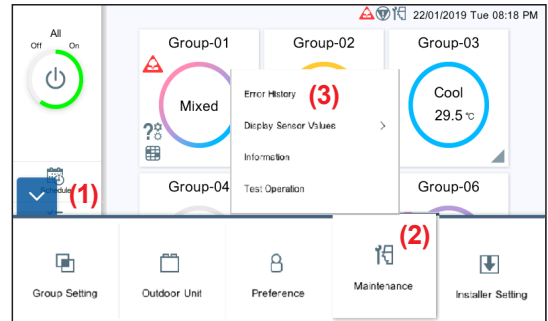 22/01/2019 Tue 08:18 PM
All
Off On
Group-01
Group-02
Group-03
Mixed
Cool
29.5 °C
Error History
(3)
Display Sensor Values >
Information
Test Operation
Schedule
(1)
Group-04
Group-06
(2)
Group Setting
Outdoor Unit
Preference
Maintenance
Installer Setting